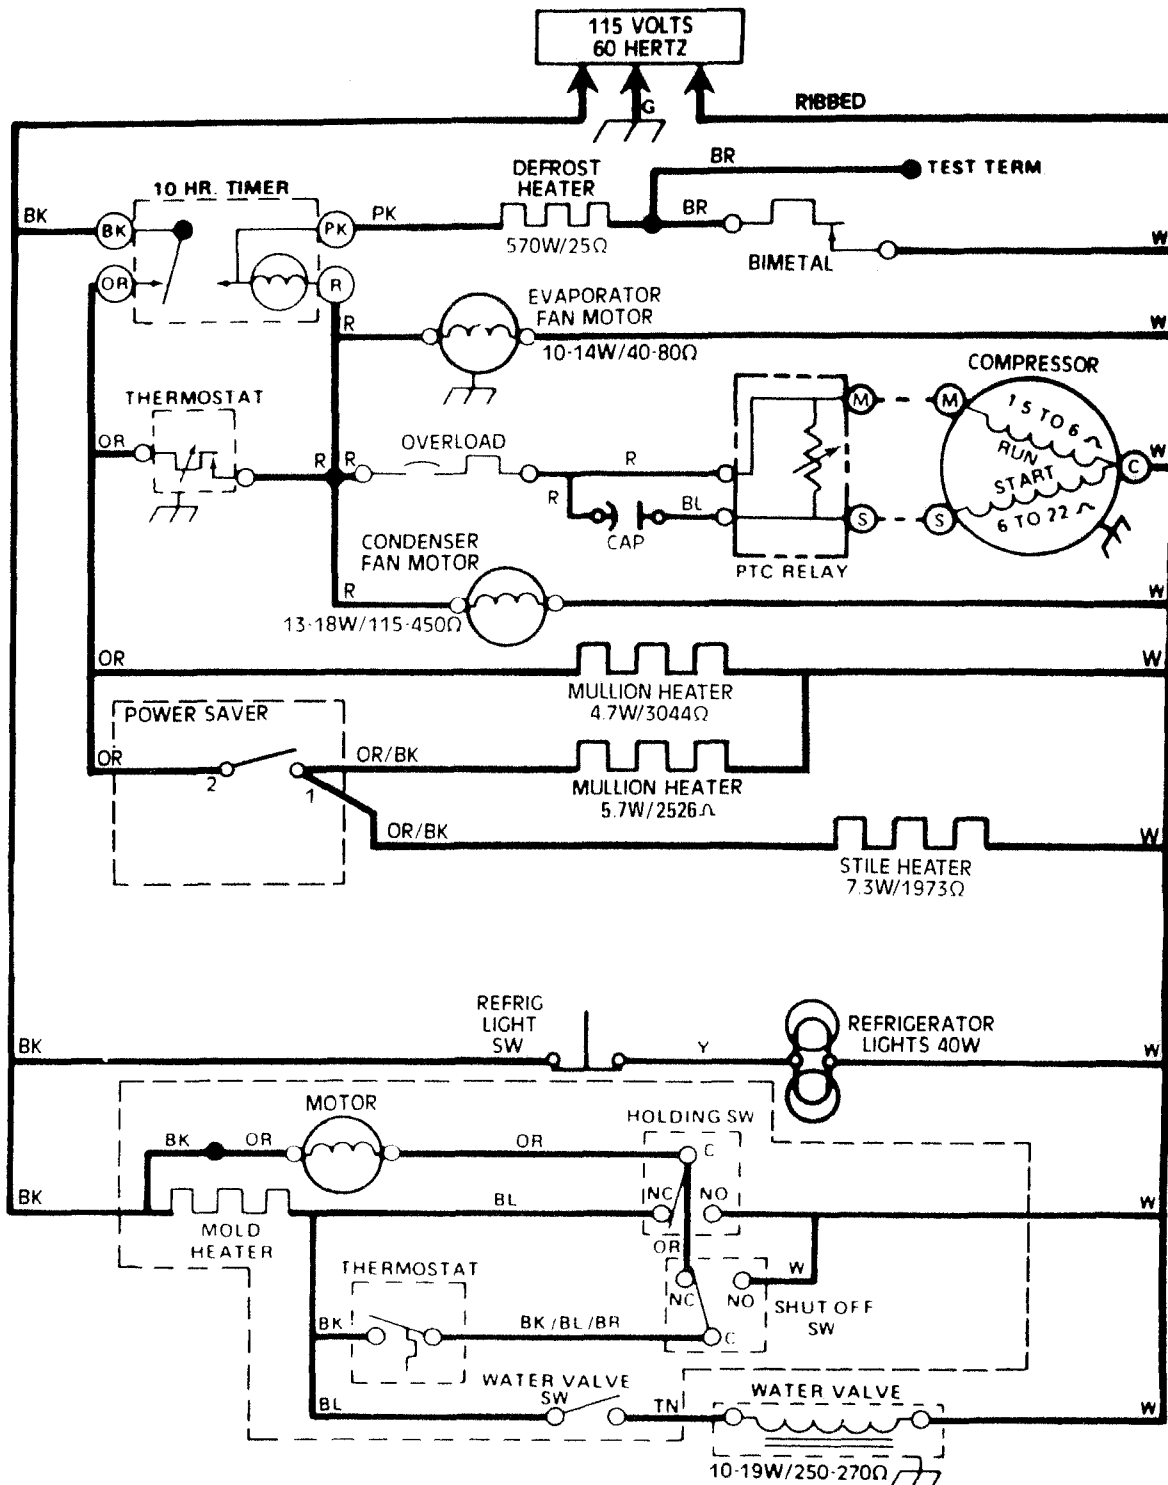 115 VOLTS
60 HERTZ
G
RIBBED
BR
TEST TERM
DEFROST
HEATER
10 HR. TIMER
BK
BK
PK
PK
BR
570W/25Ω
BIMETAL
W
OR
R
EVAPORATOR
FAN MOTOR
R
10-14W/40-80Ω
W
COMPRESSOR
THERMOSTAT
M
M
1 5 TO 6 Ω
RUN
OR
OVERLOAD
R
R
R
C
W
START
R
BL
CAP
S
S
6 TO 22 Ω
CONDENSER
FAN MOTOR
PTC RELAY
R
W
13-18W/115-450Ω
OR
W
MULLION HEATER
4.7W/3044Ω
POWER SAVER
OR
2
1
OR/BK
MULLION HEATER
5.7W/2526Ω
OR/BK
W
STILE HEATER
7.3W/1973Ω
REFRIG
LIGHT
SW
REFRIGERATOR
LIGHTS 40W
BK
Y
W
MOTOR
HOLDING SW
BK
OR
OR
C
BK
BL
NC
NO
W
MOLD
HEATER
OR
W
THERMOSTAT
NC
NO
SHUT OFF
SW
BK
BK/BL/BR
C
WATER VALVE
SW
WATER VALVE
BL
TN
W
10-19W/250-270Ω